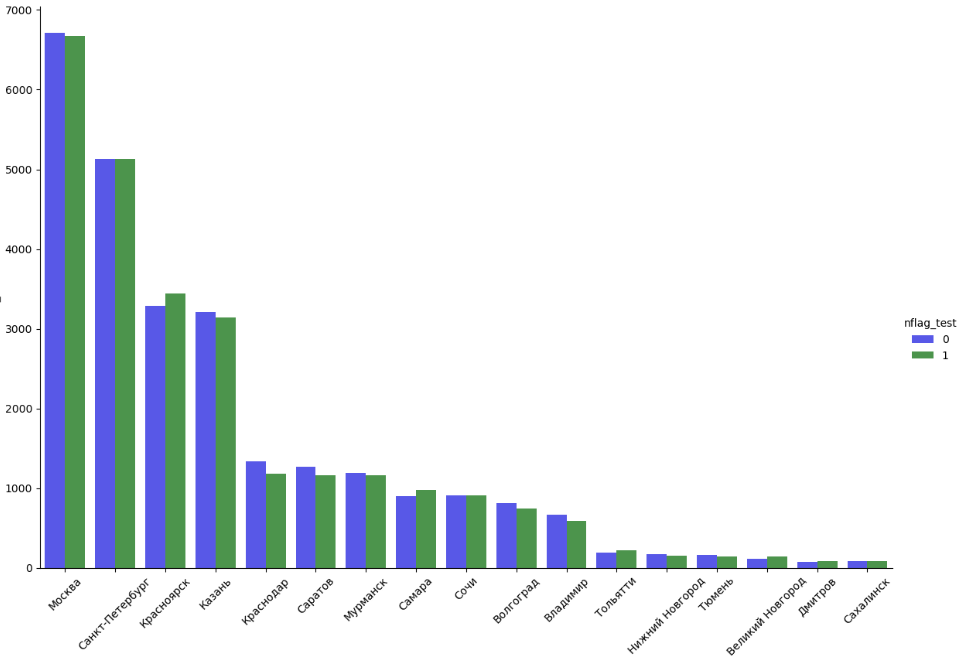 7000
6000
5000
4000
3000
2000
1000
0
Москва
Санкт-Петербург
Красноярск
Казань
Краснодар
Саратов
Мурманск
Самара
Сочи
Волгоград
Владимир
Тольятти
Нижний Новгород
Тюмень
Великий Новгород
Дмитров
Сахалинск
nflag_test
0
1